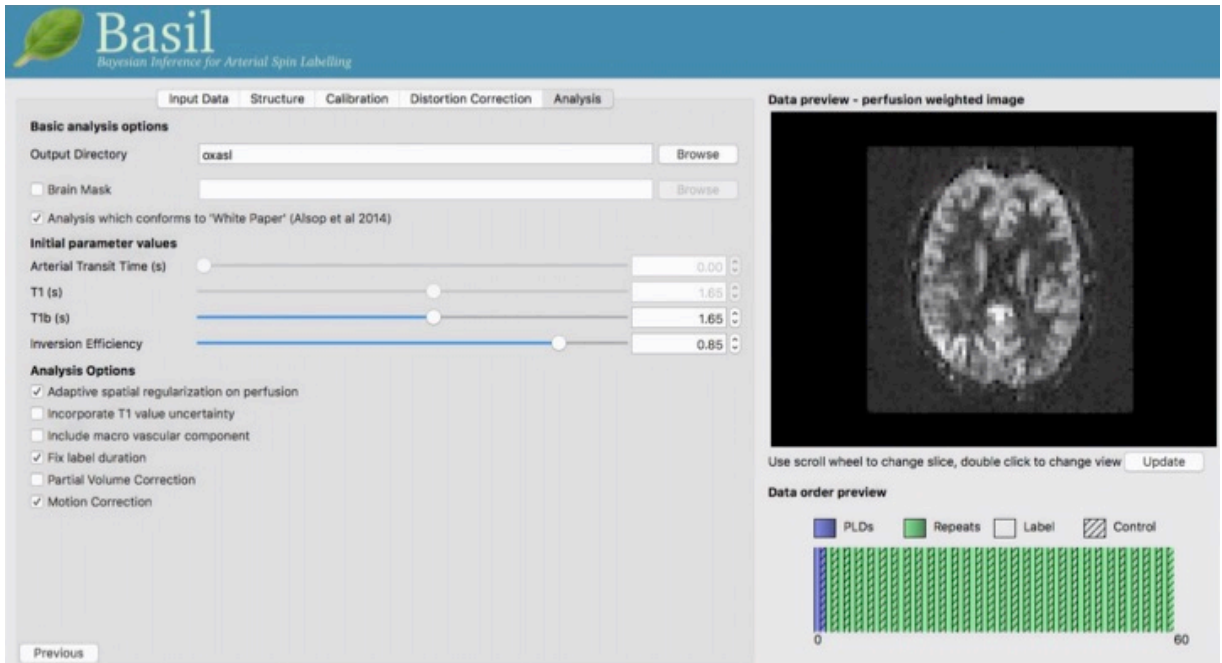 Basil
Bayesian Inference for Arterial Spin Labelling
Input Data Structure Calibration Distortion Correction Analysis
Basic analysis options
Output Directory oxasl Browse
Brain Mask Browse
Analysis which conforms to 'White Paper' (Alsop et al 2014)
Initial parameter values
Arterial Transit Time (s) 0.00
T1 (s) 1.65
T1b (s) 1.65
Inversion Efficiency 0.85
Analysis Options
Adaptive spatial regularization on perfusion
Incorporate T1 value uncertainty
Include macro vascular component
Fix label duration
Partial Volume Correction
Motion Correction
Previous
Data preview - perfusion weighted image
Use scroll wheel to change slice, double click to change view Update
Data order preview
PLDs Repeats Label Control
0 60